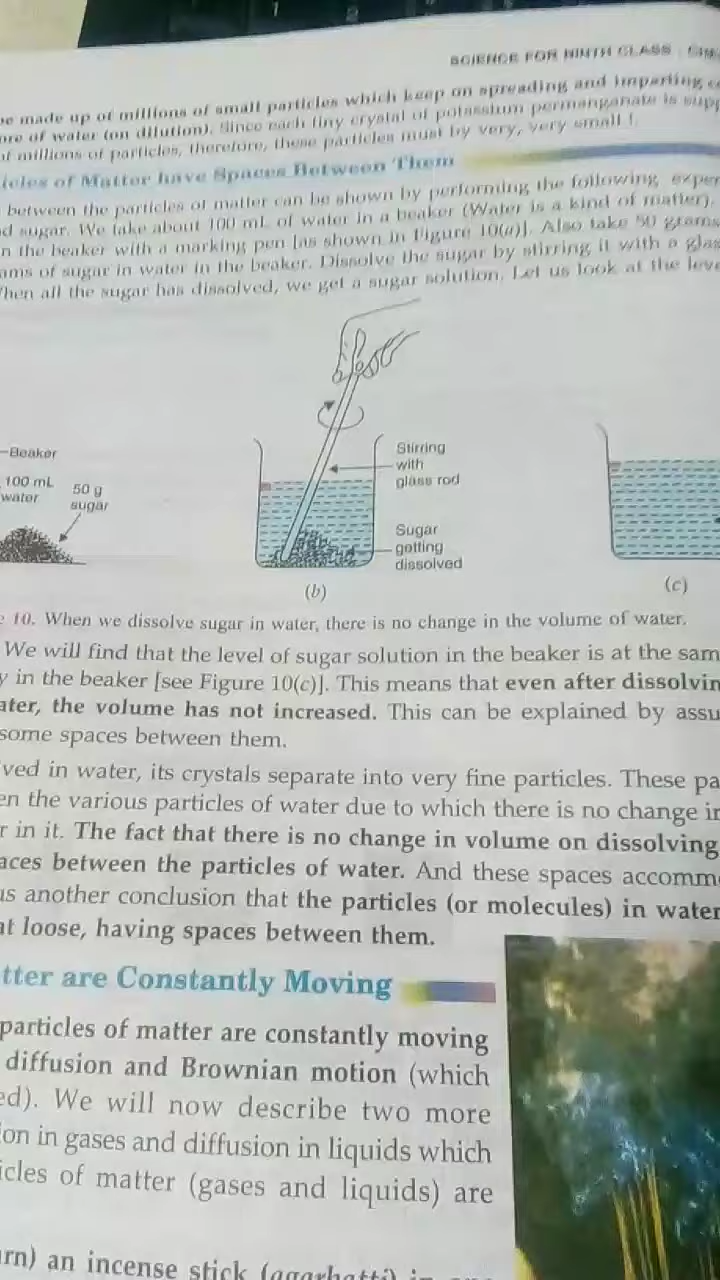 SCIENCE FOR NINTH CLASS
be made up of millions of small particles which keep on spreading and imparting
of water (on dilution). Since each tiny crystal of potassium permanganate is
of millions of particles, therefore, these particles must by very, very small !
icles of Matter have Spaces Between Them
between the particles of matter can be shown by performing the following exper
d sugar. We take about 100 mL of water in a beaker (Water is a kind of matter).
n the beaker with a marking pen [as shown in Figure 10(a)]. Also take 50 grams
ams of sugar in water in the beaker. Dissolve the sugar by stirring it with a glas
hen all the sugar has dissolved, we get a sugar solution. Let us look at the leve
Beaker
100 mL
water
50 g
sugar
Stirring
with
glass rod
Sugar
getting
dissolved
(b)
(c)
10. When we dissolve sugar in water, there is no change in the volume of water.
We will find that the level of sugar solution in the beaker is at the sam
y in the beaker [see Figure 10(c)]. This means that even after dissolvin
ater, the volume has not increased. This can be explained by assu
some spaces between them.
ved in water, its crystals separate into very fine particles. These pa
en the various particles of water due to which there is no change in
r in it. The fact that there is no change in volume on dissolving
aces between the particles of water. And these spaces accomm
us another conclusion that the particles (or molecules) in water
at loose, having spaces between them.
tter are Constantly Moving
particles of matter are constantly moving
diffusion and Brownian motion (which
ed). We will now describe two more
ion in gases and diffusion in liquids which
icles of matter (gases and liquids) are
urn) an incense stick (agarbatti) in